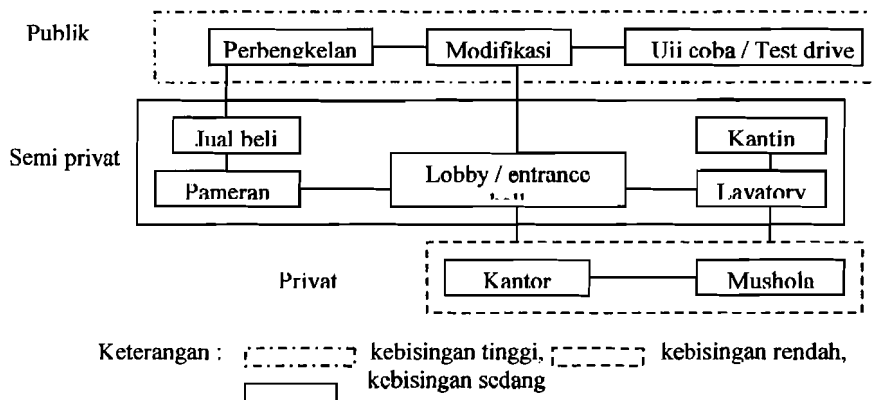 Publik
Perbengkelan
Modifikasi
Uji coba / Test drive
Semi privat
Jual beli
Kantin
Lobby / entrance
Pameran
Lavatory
Privat
Kantor
Mushola
Keterangan : kebisingan tinggi, kebisingan rendah,
kebisingan sedang